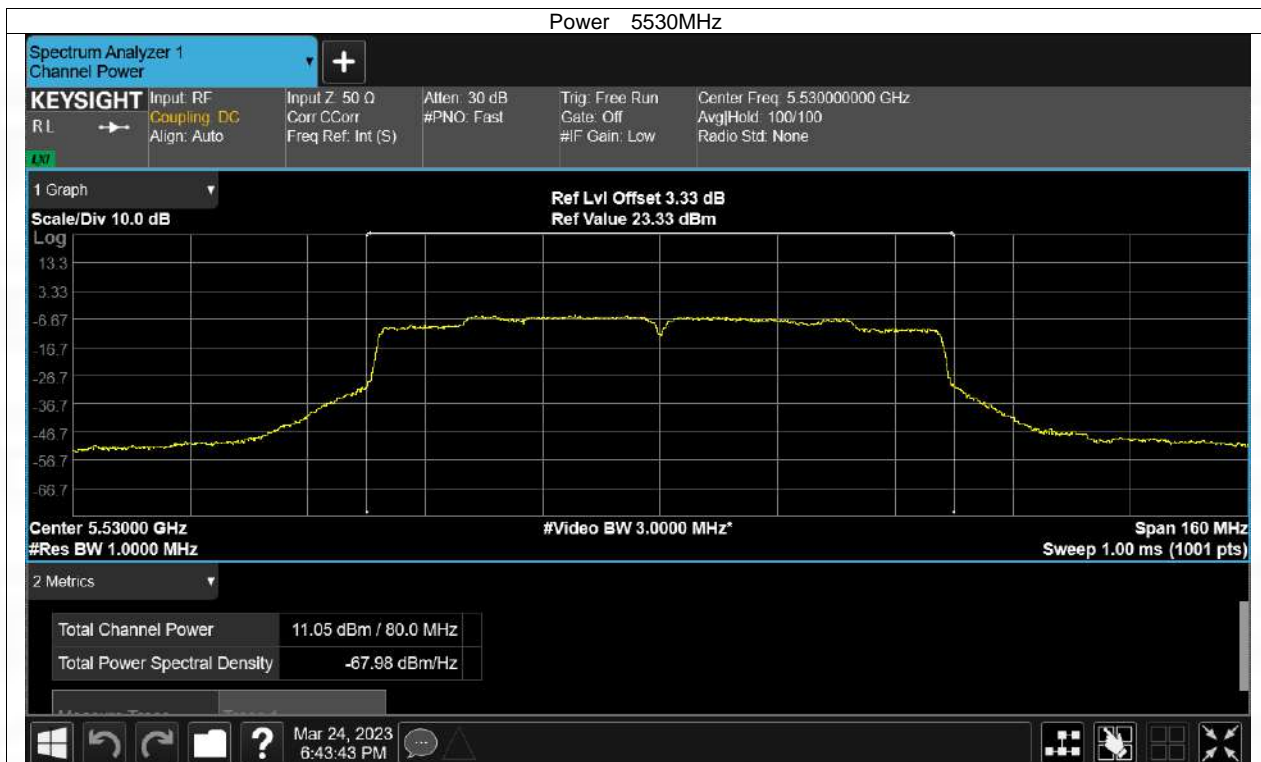 Power 5530MHz
Spectrum Analyzer 1
Channel Power
+
KEYSIGHT
RL
LXI
Input: RF
Coupling: DC
Align: Auto
Input Z: 50 Ω
Corr CCorr
Freq Ref: Int (S)
Atten: 30 dB
#PNO: Fast
Trig: Free Run
Gate: Off
#IF Gain: Low
Center Freq: 5.530000000 GHz
Avg|Hold: 100/100
Radio Std: None
1 Graph
Scale/Div 10.0 dB
Ref Lvl Offset 3.33 dB
Ref Value 23.33 dBm
Log
13.3
3.33
-6.67
-16.7
-26.7
-36.7
-46.7
-56.7
-66.7
Center 5.53000 GHz
#Video BW 3.0000 MHz*
Span 160 MHz
#Res BW 1.0000 MHz
Sweep 1.00 ms (1001 pts)
2 Metrics
Total Channel Power 11.05 dBm / 80.0 MHz
Total Power Spectral Density -67.98 dBm/Hz
?
Mar 24, 2023
6:43:43 PM